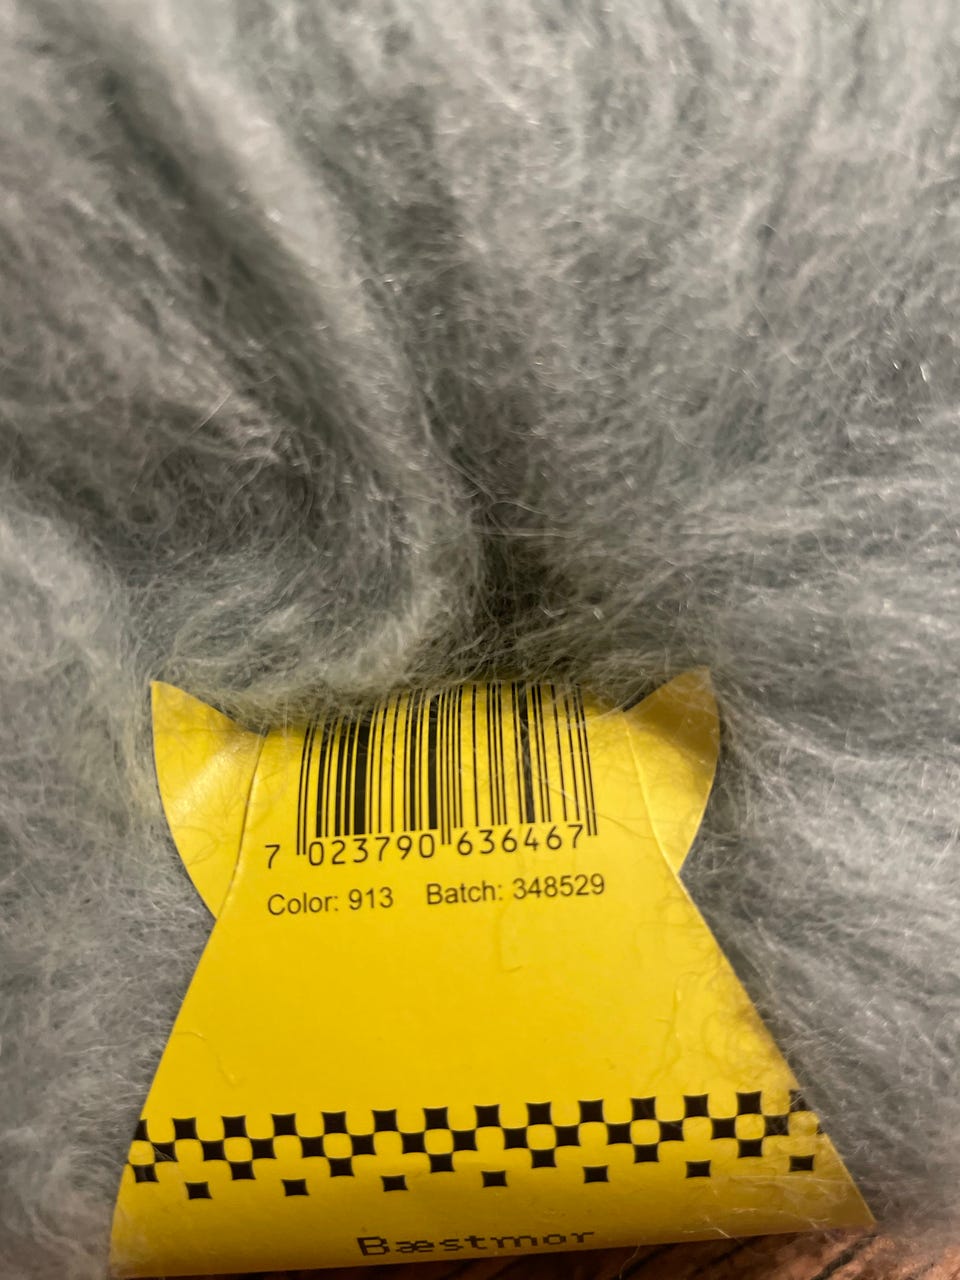 7 023790 636467
Color: 913 Batch: 348529
Bæstmor